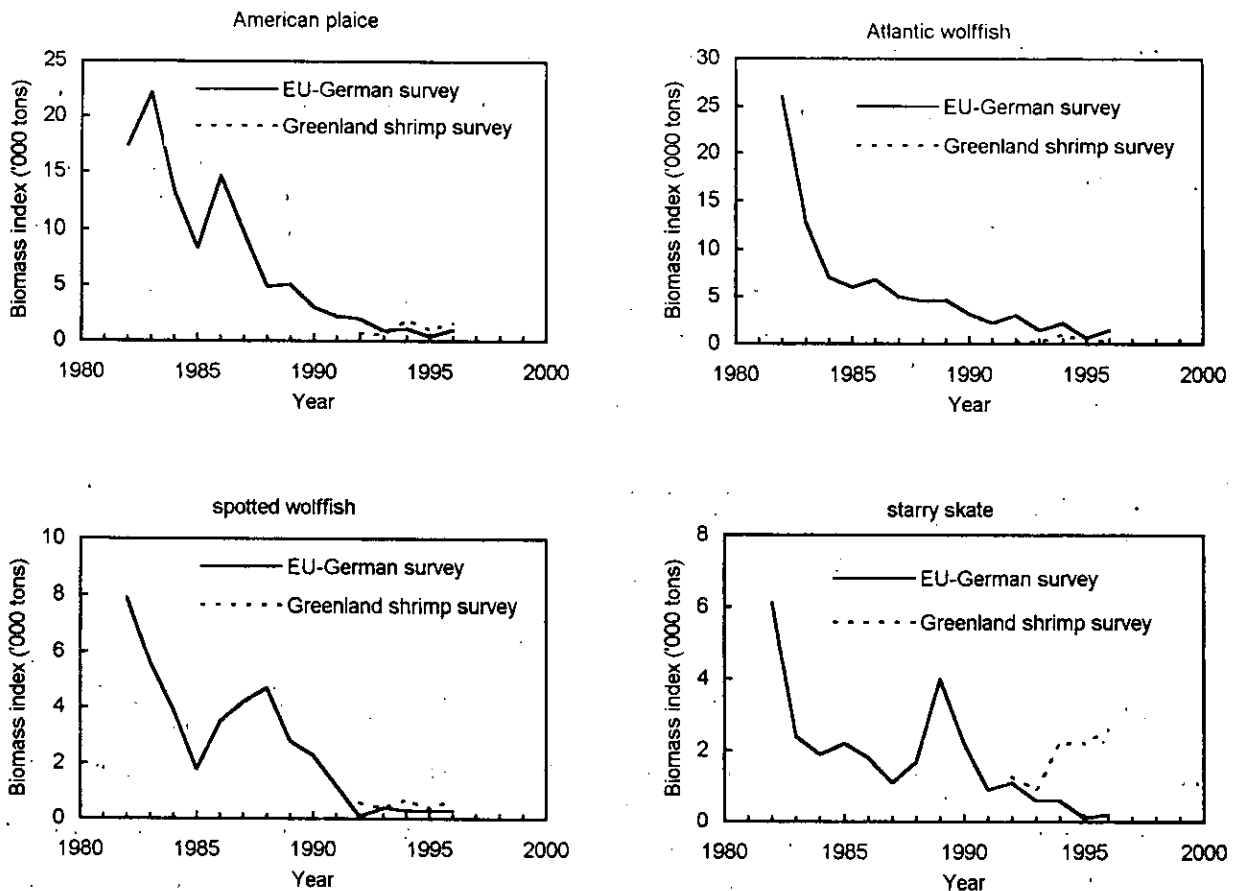 American plaice
Biomass index ('000 tons)
25
20
15
10
5
0
EU-German survey
Greenland shrimp survey
1980 1985 1990 1995 2000
Year
Atlantic wolffish
Biomass index ('000 tons)
30
25
20
15
10
5
0
EU-German survey
Greenland shrimp survey
1980 1985 1990 1995 2000
Year
spotted wolffish
Biomass index ('000 tons)
10
8
6
4
2
0
EU-German survey
Greenland shrimp survey
1980 1985 1990 1995 2000
Year
starry skate
Biomass index ('000 tons)
8
6
4
2
0
EU-German survey
Greenland shrimp survey
1980 1985 1990 1995 2000
Year